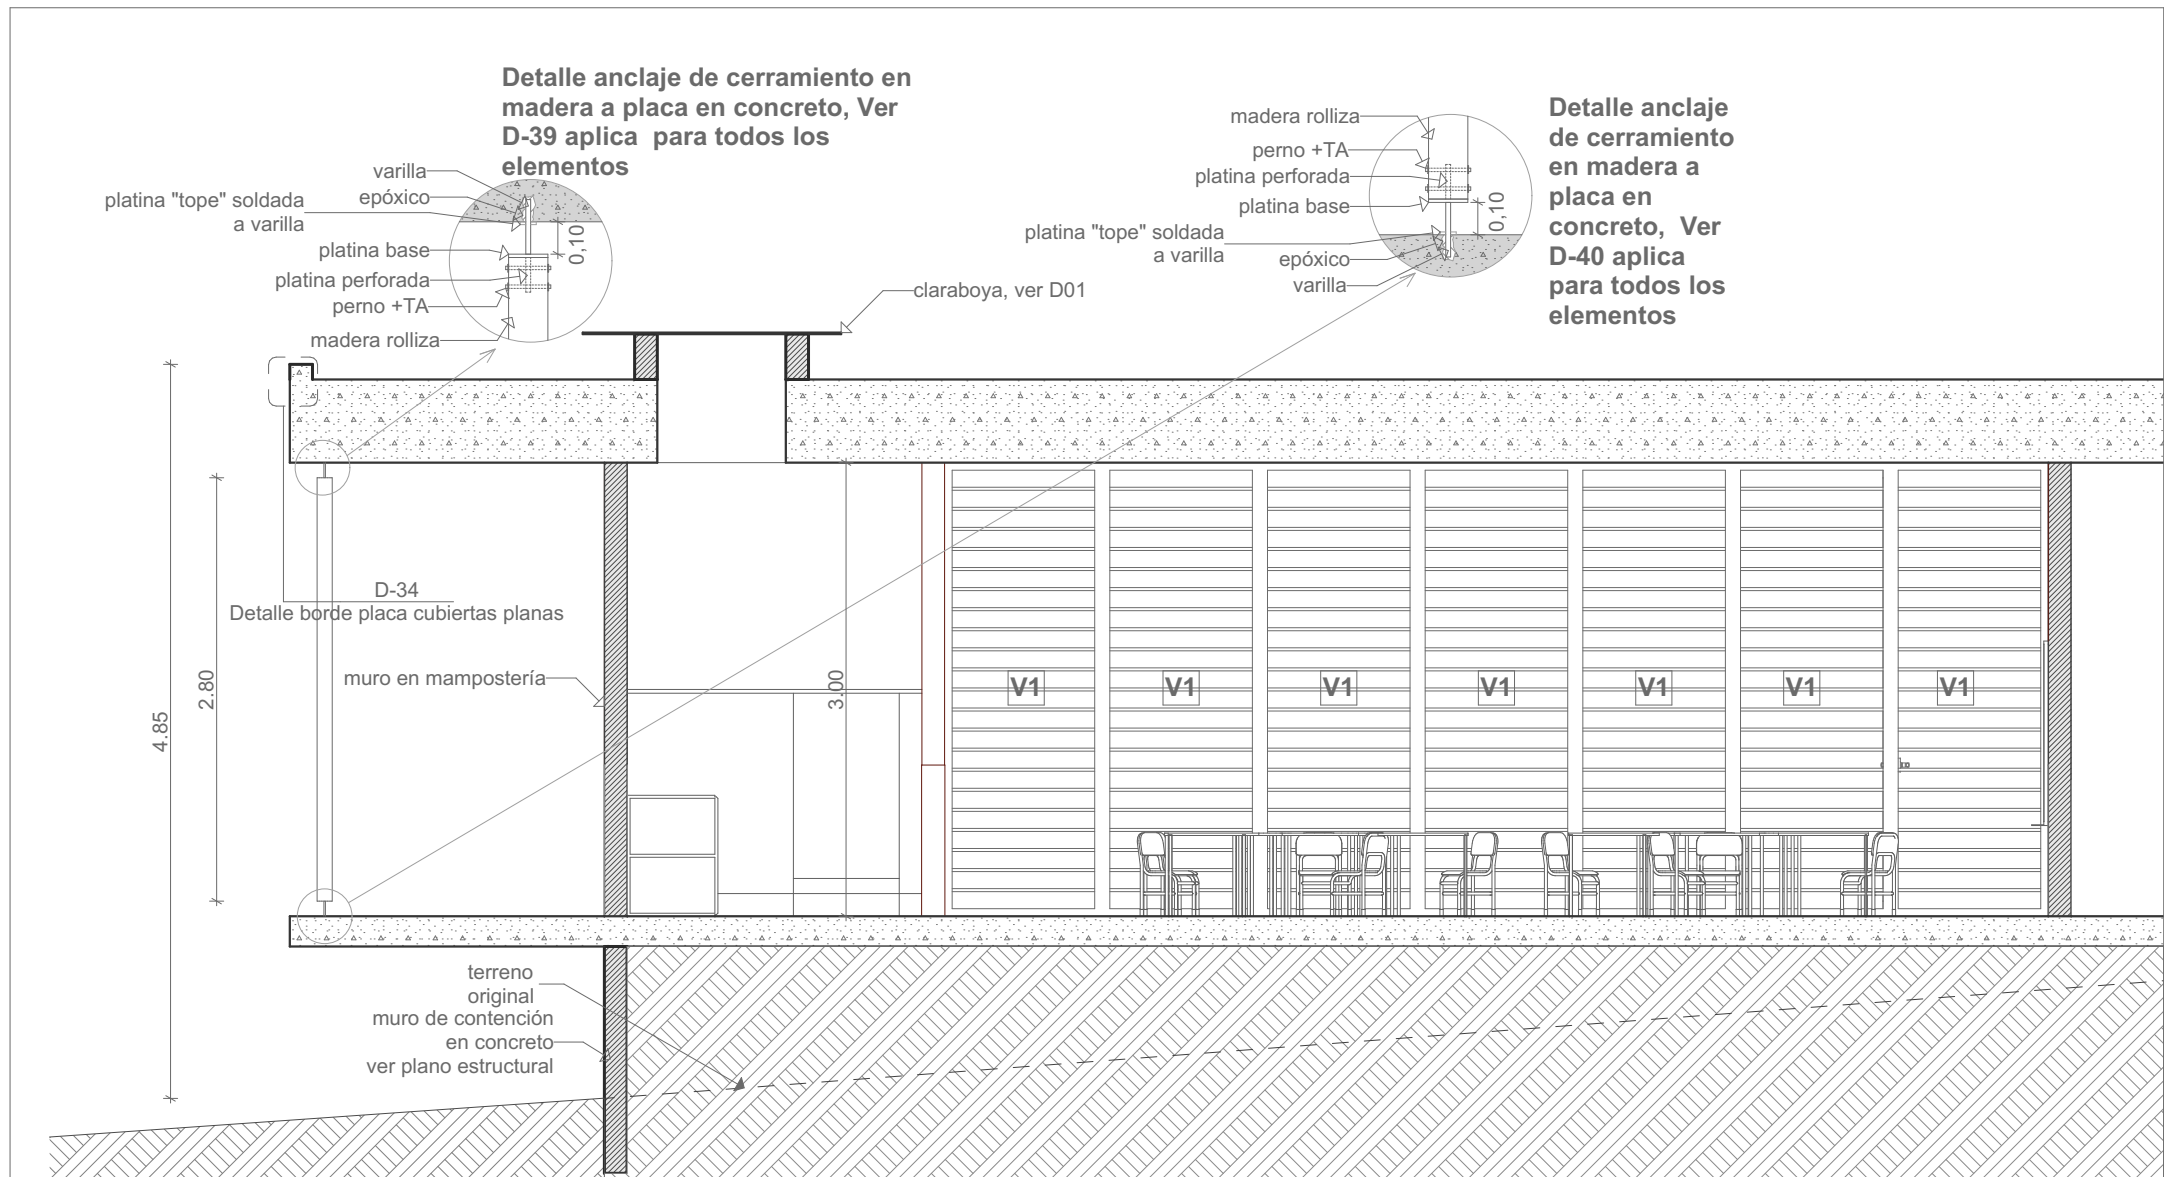 Detalle anclaje de cerramiento en
madera a placa en concreto, Ver
D-39 aplica  para todos los
elementos
varilla
epóxico
platina "tope" soldada
a varilla
platina base
platina perforada
perno +TA
madera rolliza
0,10
claraboya, ver D01
Detalle anclaje
de cerramiento
en madera a
placa en
concreto,  Ver
D-40 aplica
para todos los
elementos
madera rolliza
perno +TA
platina perforada
platina base
platina "tope" soldada
a varilla
epóxico
varilla
0,10
D-34
Detalle borde placa cubiertas planas
4.85
2.80
3.00
muro en mampostería
V1
V1
V1
V1
V1
V1
V1
terreno
original
muro de contención
en concreto
ver plano estructural